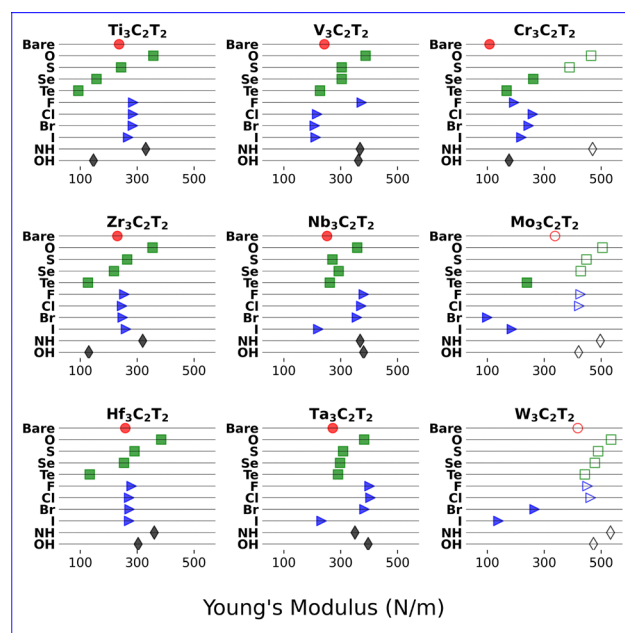 Ti3C2T2 V3C2T2 Cr3C2T2
Bare Bare Bare
O O O
S S S
Se Se Se
Te Te Te
F F F
Cl Cl Cl
Br Br Br
I I I
NH NH NH
OH OH OH
100 300 500 100 300 500 100 300 500
Zr3C2T2 Nb3C2T2 Mo3C2T2
Bare Bare Bare
O O O
S S S
Se Se Se
Te Te Te
F F F
Cl Cl Cl
Br Br Br
I I I
NH NH NH
OH OH OH
100 300 500 100 300 500 100 300 500
Hf3C2T2 Ta3C2T2 W3C2T2
Bare Bare Bare
O O O
S S S
Se Se Se
Te Te Te
F F F
Cl Cl Cl
Br Br Br
I I I
NH NH NH
OH OH OH
100 300 500 100 300 500 100 300 500
Young's Modulus (N/m)